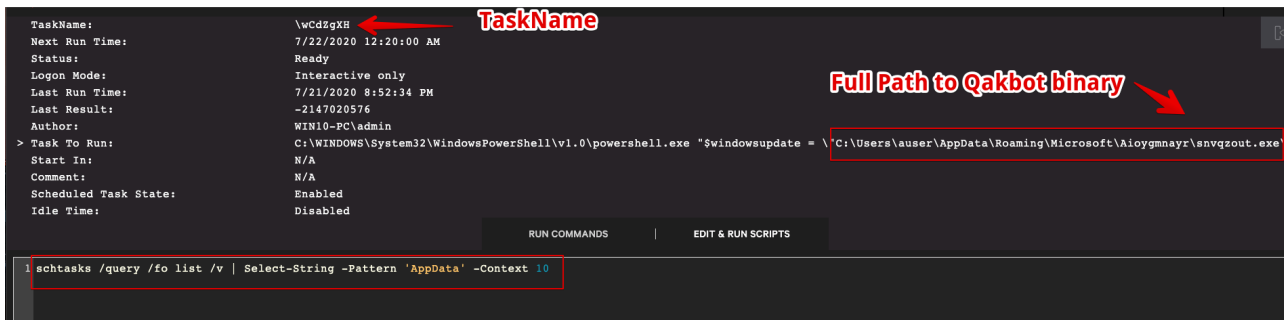 TaskName: \wCdZgXH TaskName
Next Run Time: 7/22/2020 12:20:00 AM
Status: Ready
Logon Mode: Interactive only
Full Path to Qakbot binary
Last Run Time: 7/21/2020 8:52:34 PM
Last Result: -2147020576
Author: WIN10-PC\admin
> Task To Run: C:\WINDOWS\System32\WindowsPowerShell\v1.0\powershell.exe "$windowsupdate = \"C:\Users\auser\AppData\Roaming\Microsoft\Aioygmnayr\snvqzout.exe\
Start In: N/A
Comment: N/A
Scheduled Task State: Enabled
Idle Time: Disabled
RUN COMMANDS | EDIT & RUN SCRIPTS
1 schtasks /query /fo list /v | Select-String -Pattern 'AppData' -Context 10